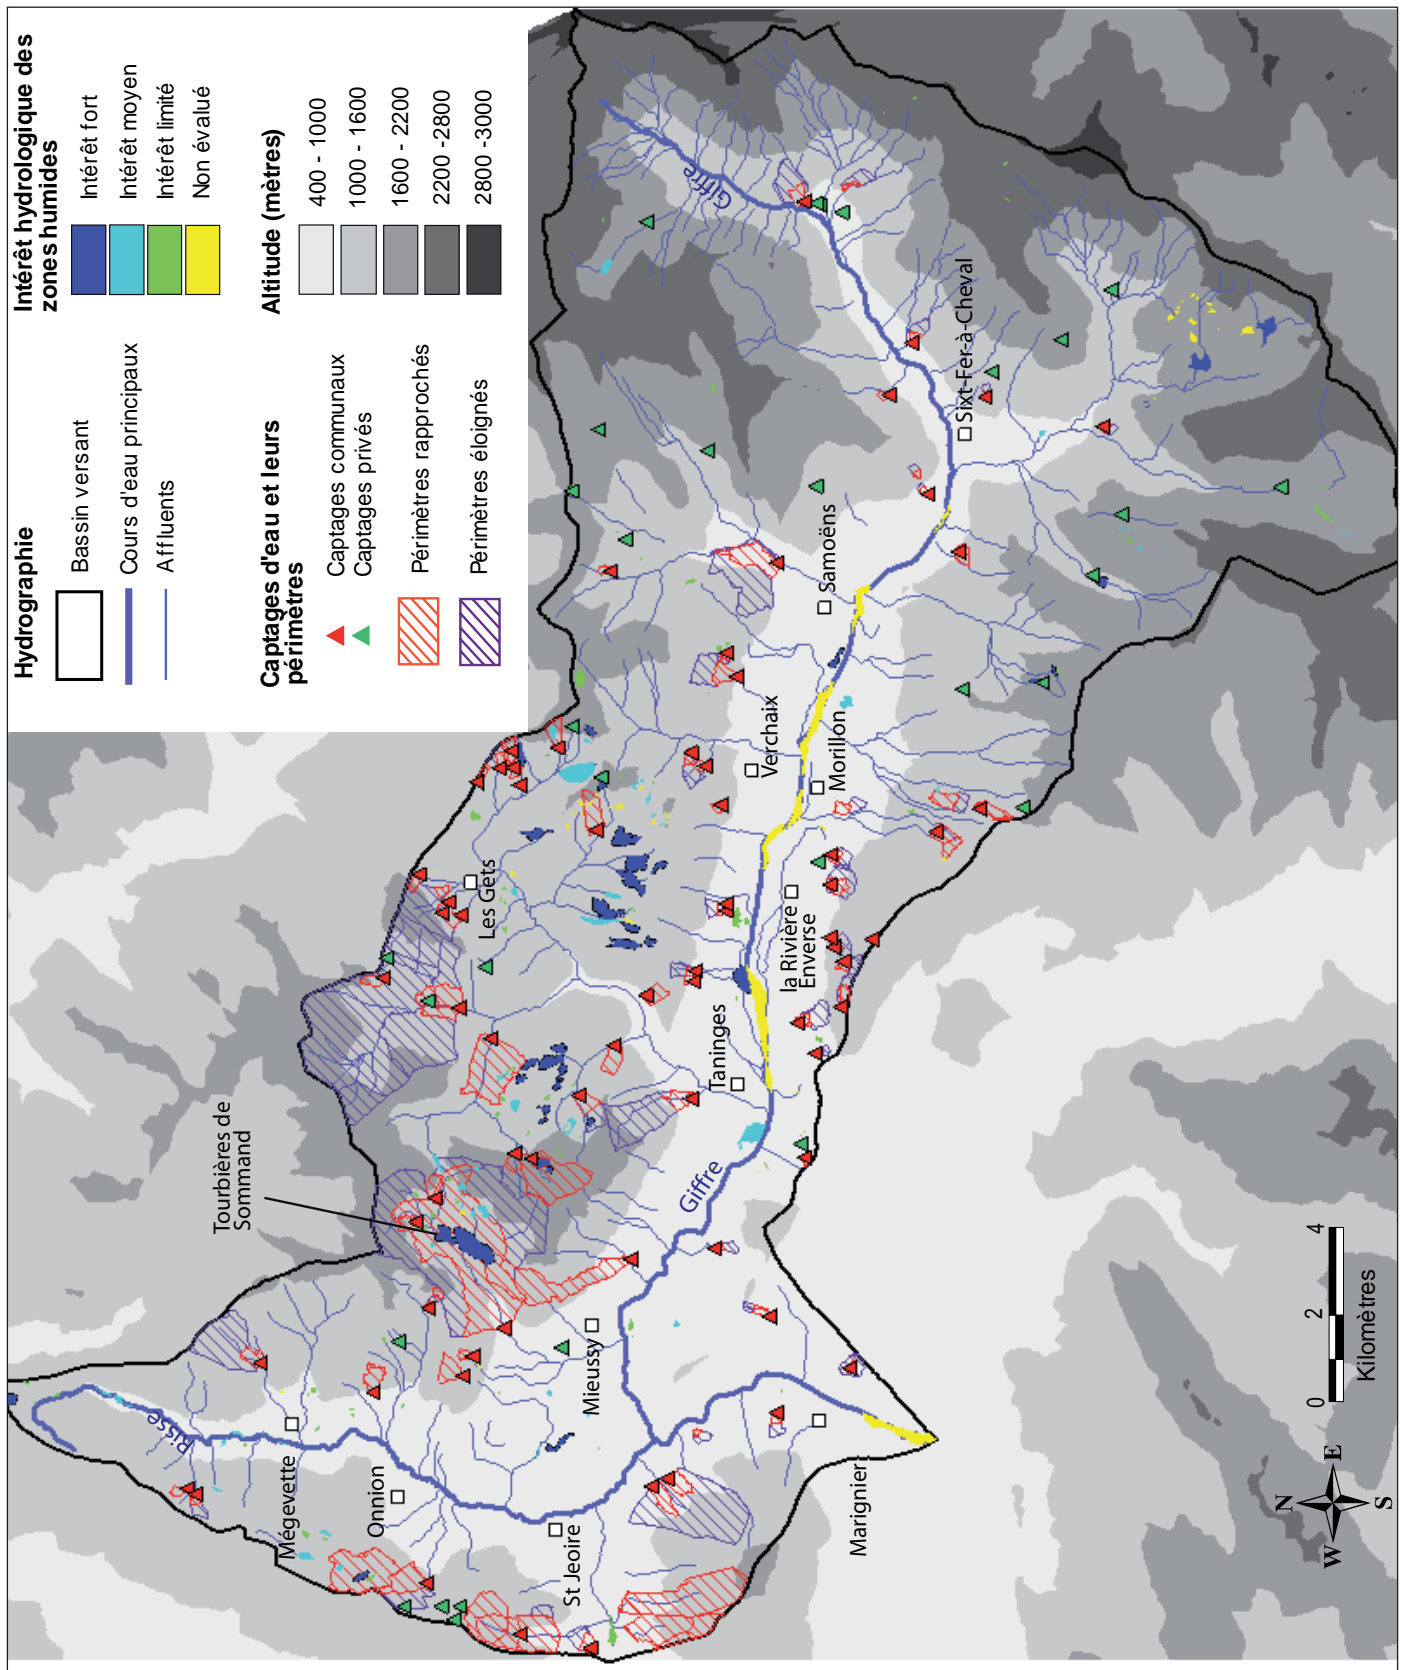 Hydrographie
Bassin versant
Cours d'eau principaux
Affluents
Captages d'eau et leurs
périmètres
Captages communaux
Captages privés
Périmètres rapprochés
Périmètres éloignés
Intérêt hydrologique des
zones humides
Intérêt fort
Intérêt moyen
Intérêt limité
Non évalué
Altitude (mètres)
400 - 1000
1000 - 1600
1600 - 2200
2200 -2800
2800 -3000
Tourbières de
Sommand
Risse
Mégevette
Onnion
St Jeoire
Marignier
Mieussy
Giffre
Taninges
Les Gets
la Rivière
Enverse
Verchaix
Morillon
Samoëns
Sixt-Fer-à-Cheval
Giffre
N
W
E
S
0
2
4
Kilomètres